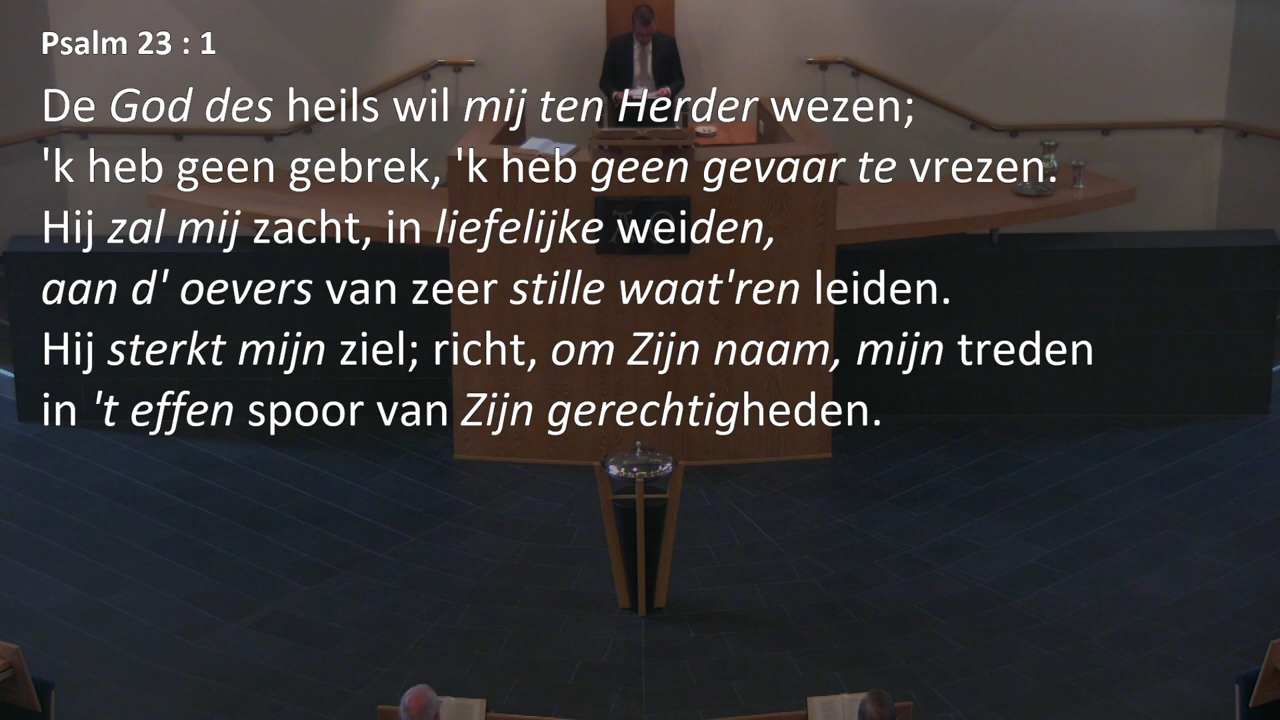 Psalm 23 : 1
De God des heils wil mij ten Herder wezen;
'k heb geen gebrek, 'k heb geen gevaar te vrezen.
Hij zal mij zacht, in liefelijke weiden,
aan d' oevers van zeer stille waat'ren leiden.
Hij sterkt mijn ziel; richt, om Zijn naam, mijn treden
in 't effen spoor van Zijn gerechtigheden.